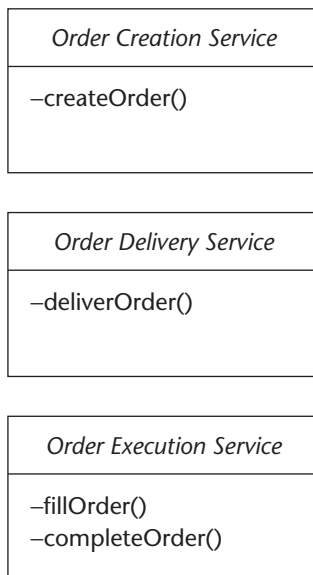 Order Creation Service
–createOrder()
Order Delivery Service
–deliverOrder()
Order Execution Service
–fillOrder()
–completeOrder()